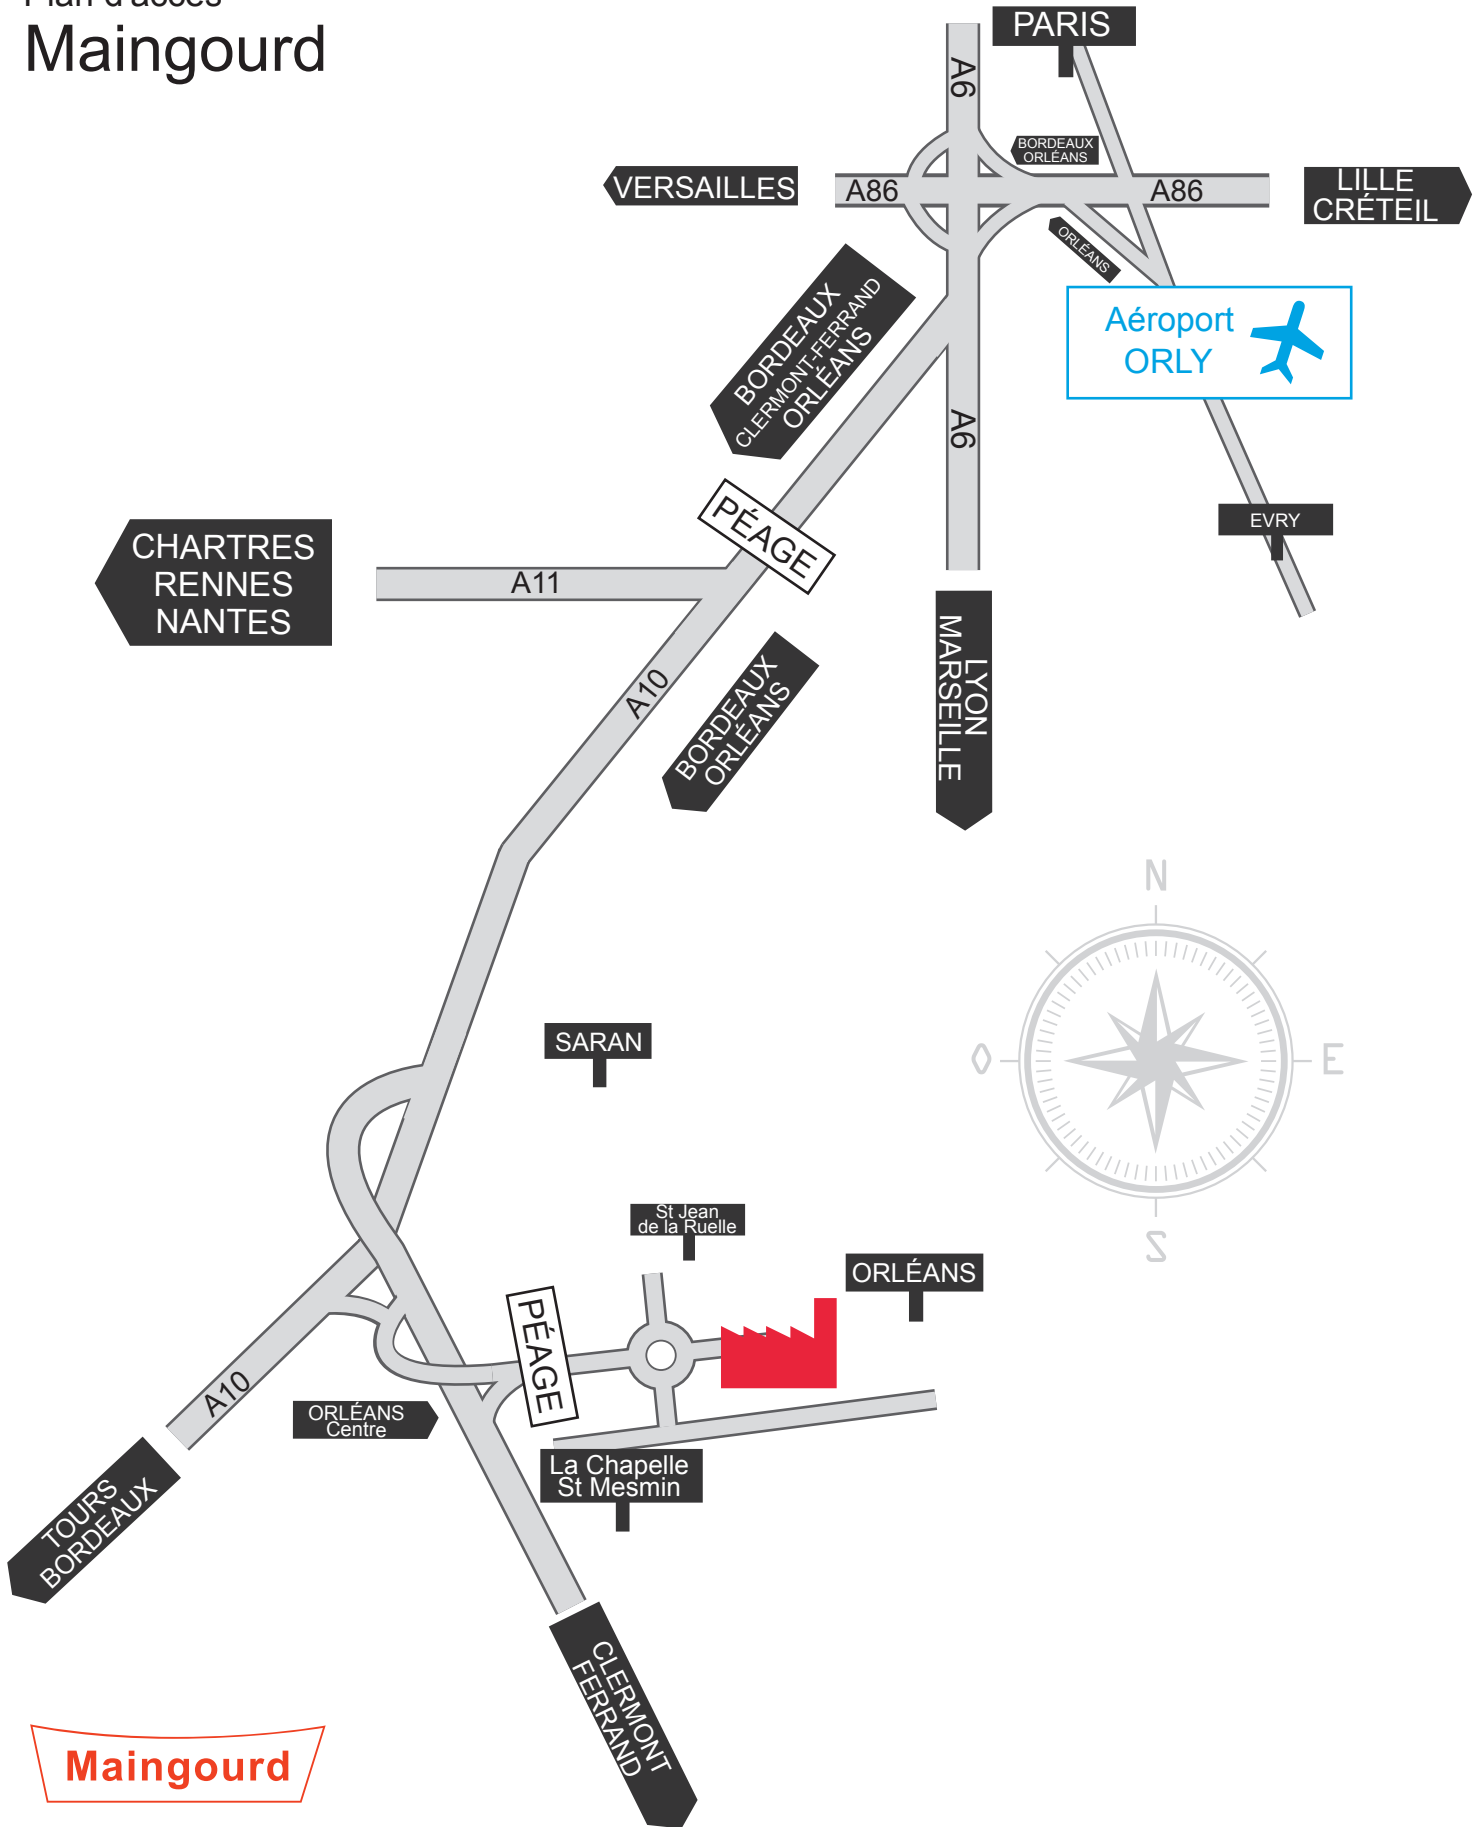 Plan d'accès
Maingourd
PARIS
A6
BORDEAUX
ORLÉANS
VERSAILLES
A86
A86
LILLE
CRÉTEIL
ORLÉANS
BORDEAUX
CLERMONT-FERRAND
ORLÉANS
Aéroport
ORLY
A6
PÉAGE
EVRY
CHARTRES
RENNES
NANTES
A11
LYON
MARSEILLE
A10
BORDEAUX
ORLÉANS
N
O
E
S
SARAN
St Jean
de la Ruelle
ORLÉANS
PÉAGE
A10
ORLÉANS
Centre
La Chapelle
St Mesmin
TOURS
BORDEAUX
CLERMONT
FERRAND
Maingourd